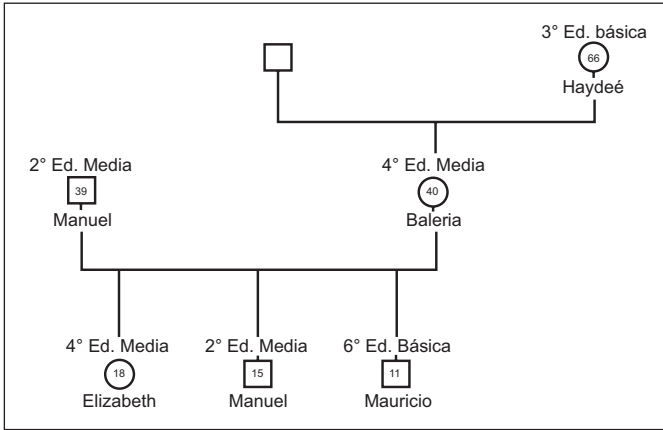 3° Ed. básica
66
Haydeé
2° Ed. Media
39
Manuel
4° Ed. Media
40
Baleria
4° Ed. Media
18
Elizabeth
2° Ed. Media
15
Manuel
6° Ed. Básica
11
Mauricio